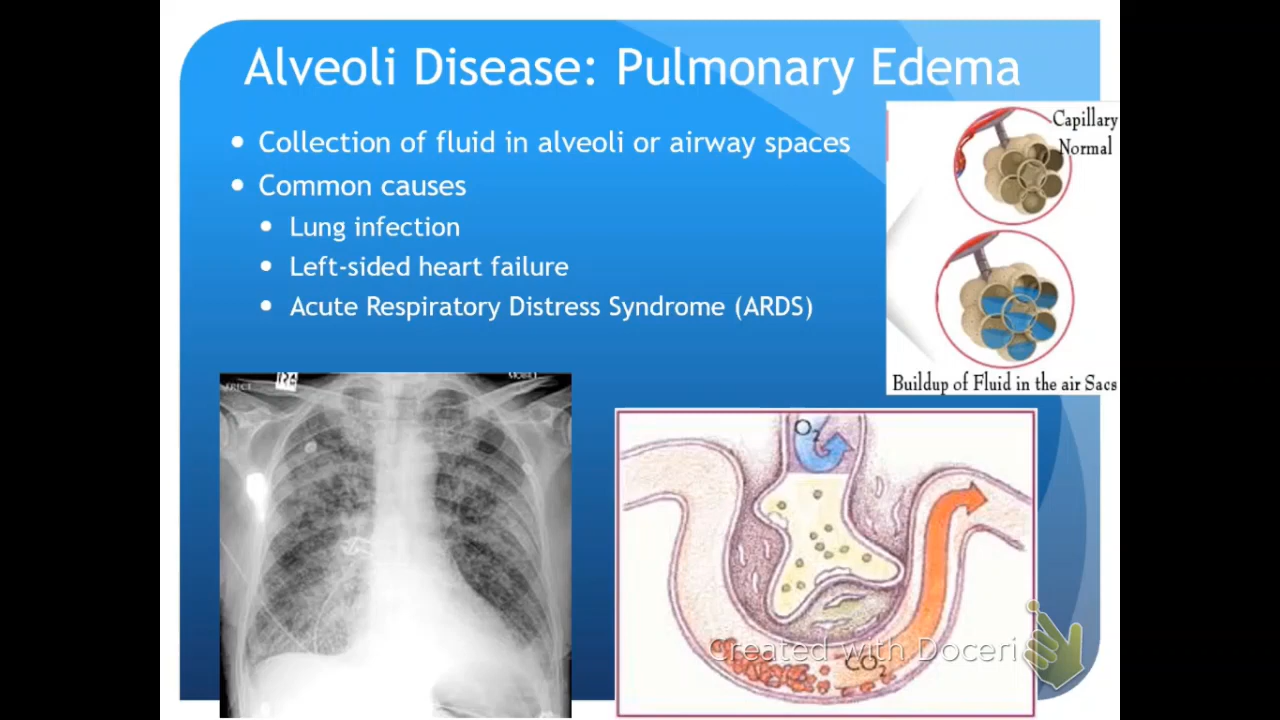 Alveoli Disease: Pulmonary Edema
Collection of fluid in alveoli or airway spaces
Common causes
Lung infection
Left-sided heart failure
Acute Respiratory Distress Syndrome (ARDS)
Capillary
Normal
Buildup of Fluid in the air Sacs
O₂
CO₂
Created with Doceri